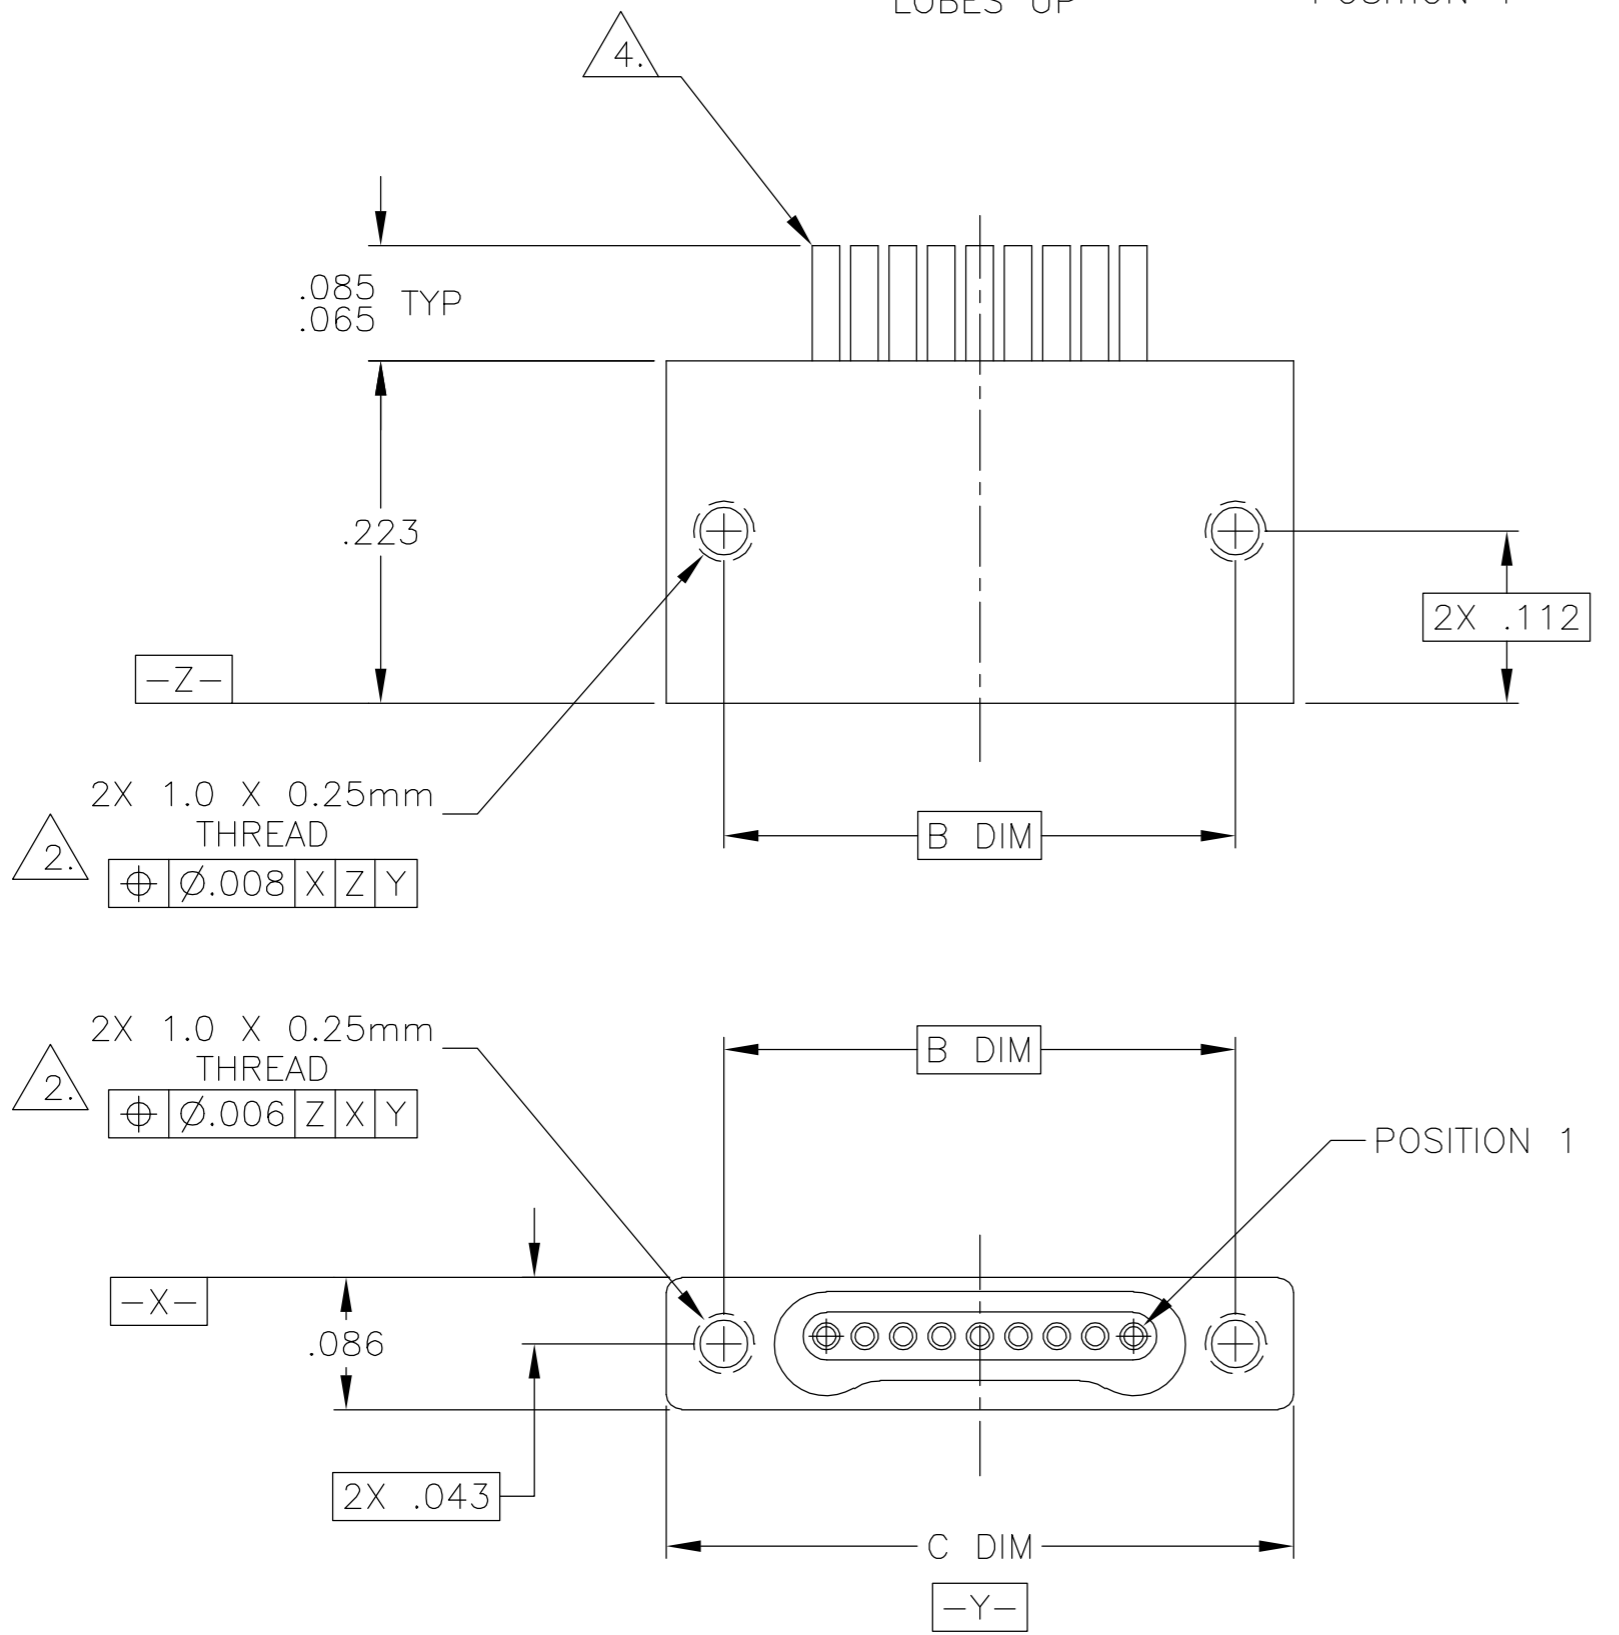 LOBES UP
POSITION 1
4.
.085
.065
TYP
.223
2X .112
-Z-
2X 1.0 X 0.25mm
THREAD
2.
⌖ Ø.008 X Z Y
B DIM
2X 1.0 X 0.25mm
THREAD
2.
⌖ Ø.006 Z X Y
B DIM
POSITION 1
-X-
.086
2X .043
C DIM
-Y-